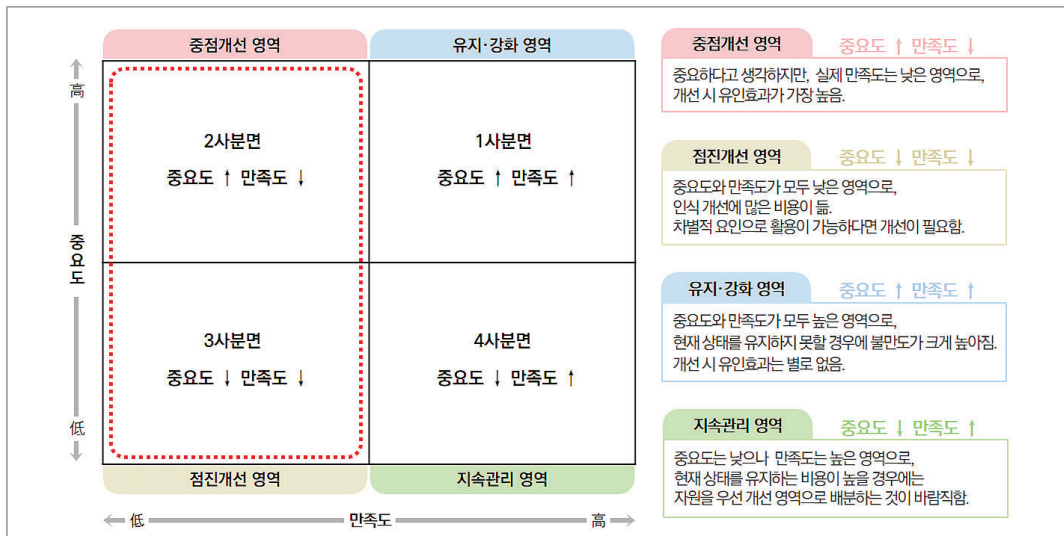 중점개선 영역
유지·강화 영역
高
중요도
低
2사분면
중요도 ↑ 만족도 ↓
1사분면
중요도 ↑ 만족도 ↑
3사분면
중요도 ↓ 만족도 ↓
4사분면
중요도 ↓ 만족도 ↑
점진개선 영역
지속관리 영역
低
만족도
高
중점개선 영역
중요도 ↑ 만족도 ↓
중요하다고 생각하지만, 실제 만족도는 낮은 영역으로,
개선 시 유인효과가 가장 높음.
점진개선 영역
중요도 ↓ 만족도 ↓
중요도와 만족도가 모두 낮은 영역으로,
인식 개선에 많은 비용이 듦.
차별적 요인으로 활용이 가능하다면 개선이 필요함.
유지·강화 영역
중요도 ↑ 만족도 ↑
중요도와 만족도가 모두 높은 영역으로,
현재 상태를 유지하지 못할 경우에 불만도가 크게 높아짐.
개선 시 유인효과는 별로 없음.
지속관리 영역
중요도 ↓ 만족도 ↑
중요도는 낮으나 만족도는 높은 영역으로,
현재 상태를 유지하는 비용이 높을 경우에는
자원을 우선 개선 영역으로 배분하는 것이 바람직함.